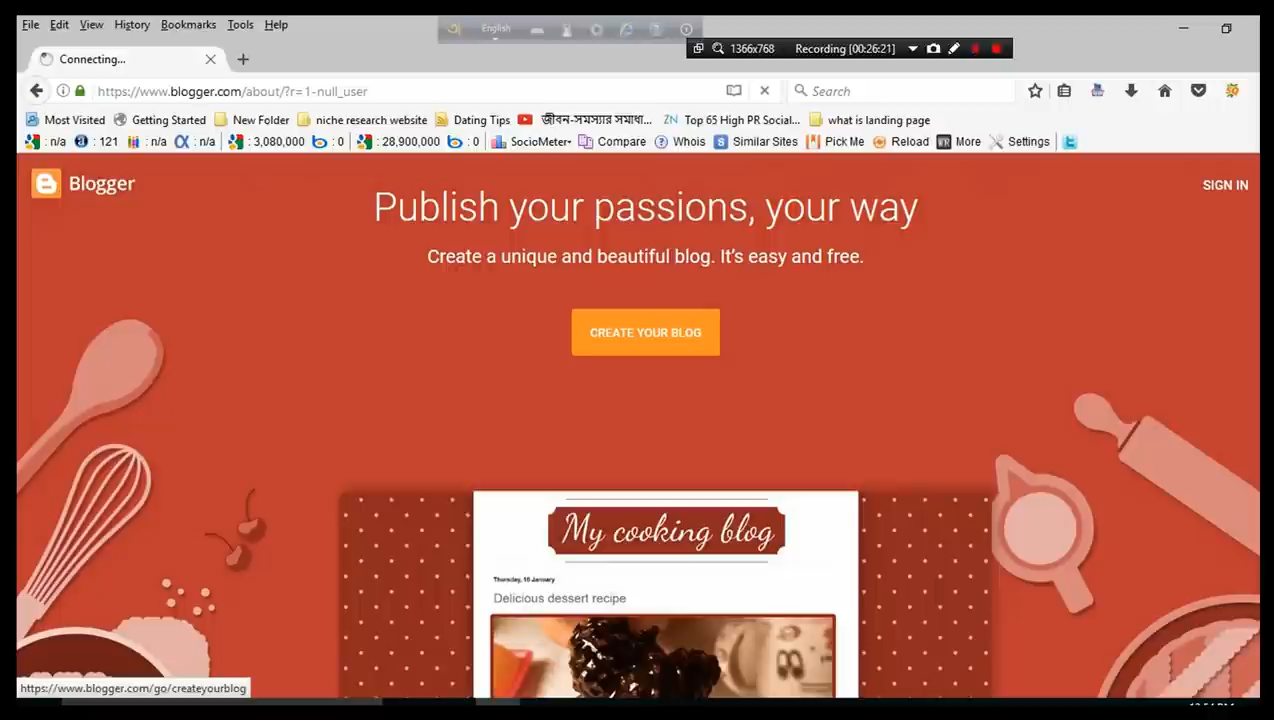 File Edit View History Bookmarks Tools Help
English
1366x768 Recording [00:26:21]
Connecting...
https://www.blogger.com/about/?r=1-null_user
Search
Most Visited Getting Started New Folder niche research website Dating Tips জীবন-সমস্যার সমাধা... ZN Top 65 High PR Social... what is landing page
: n/a : 121 : n/a : n/a : 3,080,000 : 0 : 28,900,000 : 0 SocioMeter Compare Whois Similar Sites Pick Me Reload More Settings
Blogger
SIGN IN
Publish your passions, your way
Create a unique and beautiful blog. It's easy and free.
CREATE YOUR BLOG
My cooking blog
Thursday, 16 January
Delicious dessert recipe
https://www.blogger.com/go/createyourblog